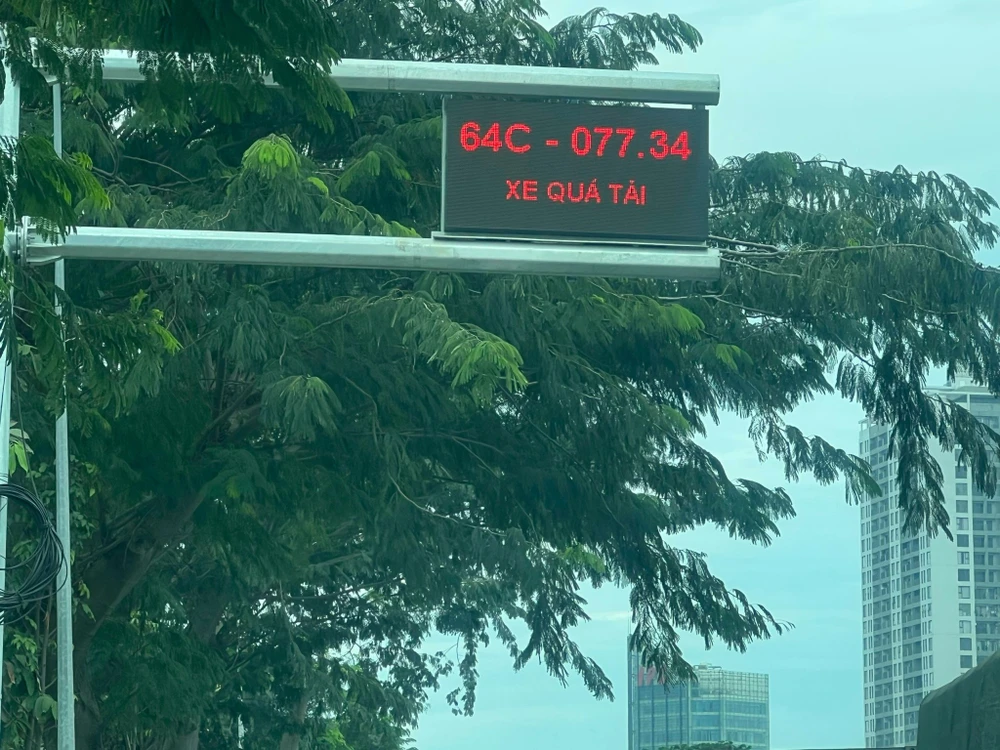 64C - 077.34
XE QUÁ TẢI